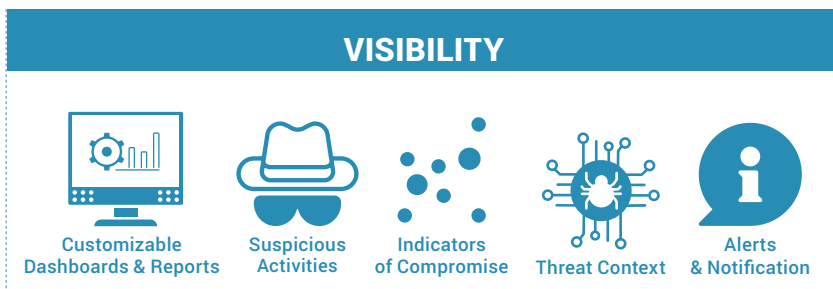 VISIBILITY
Customizable
Dashboards & Reports
Suspicious
Activities
Indicators
of Compromise
Threat Context
Alerts
& Notification